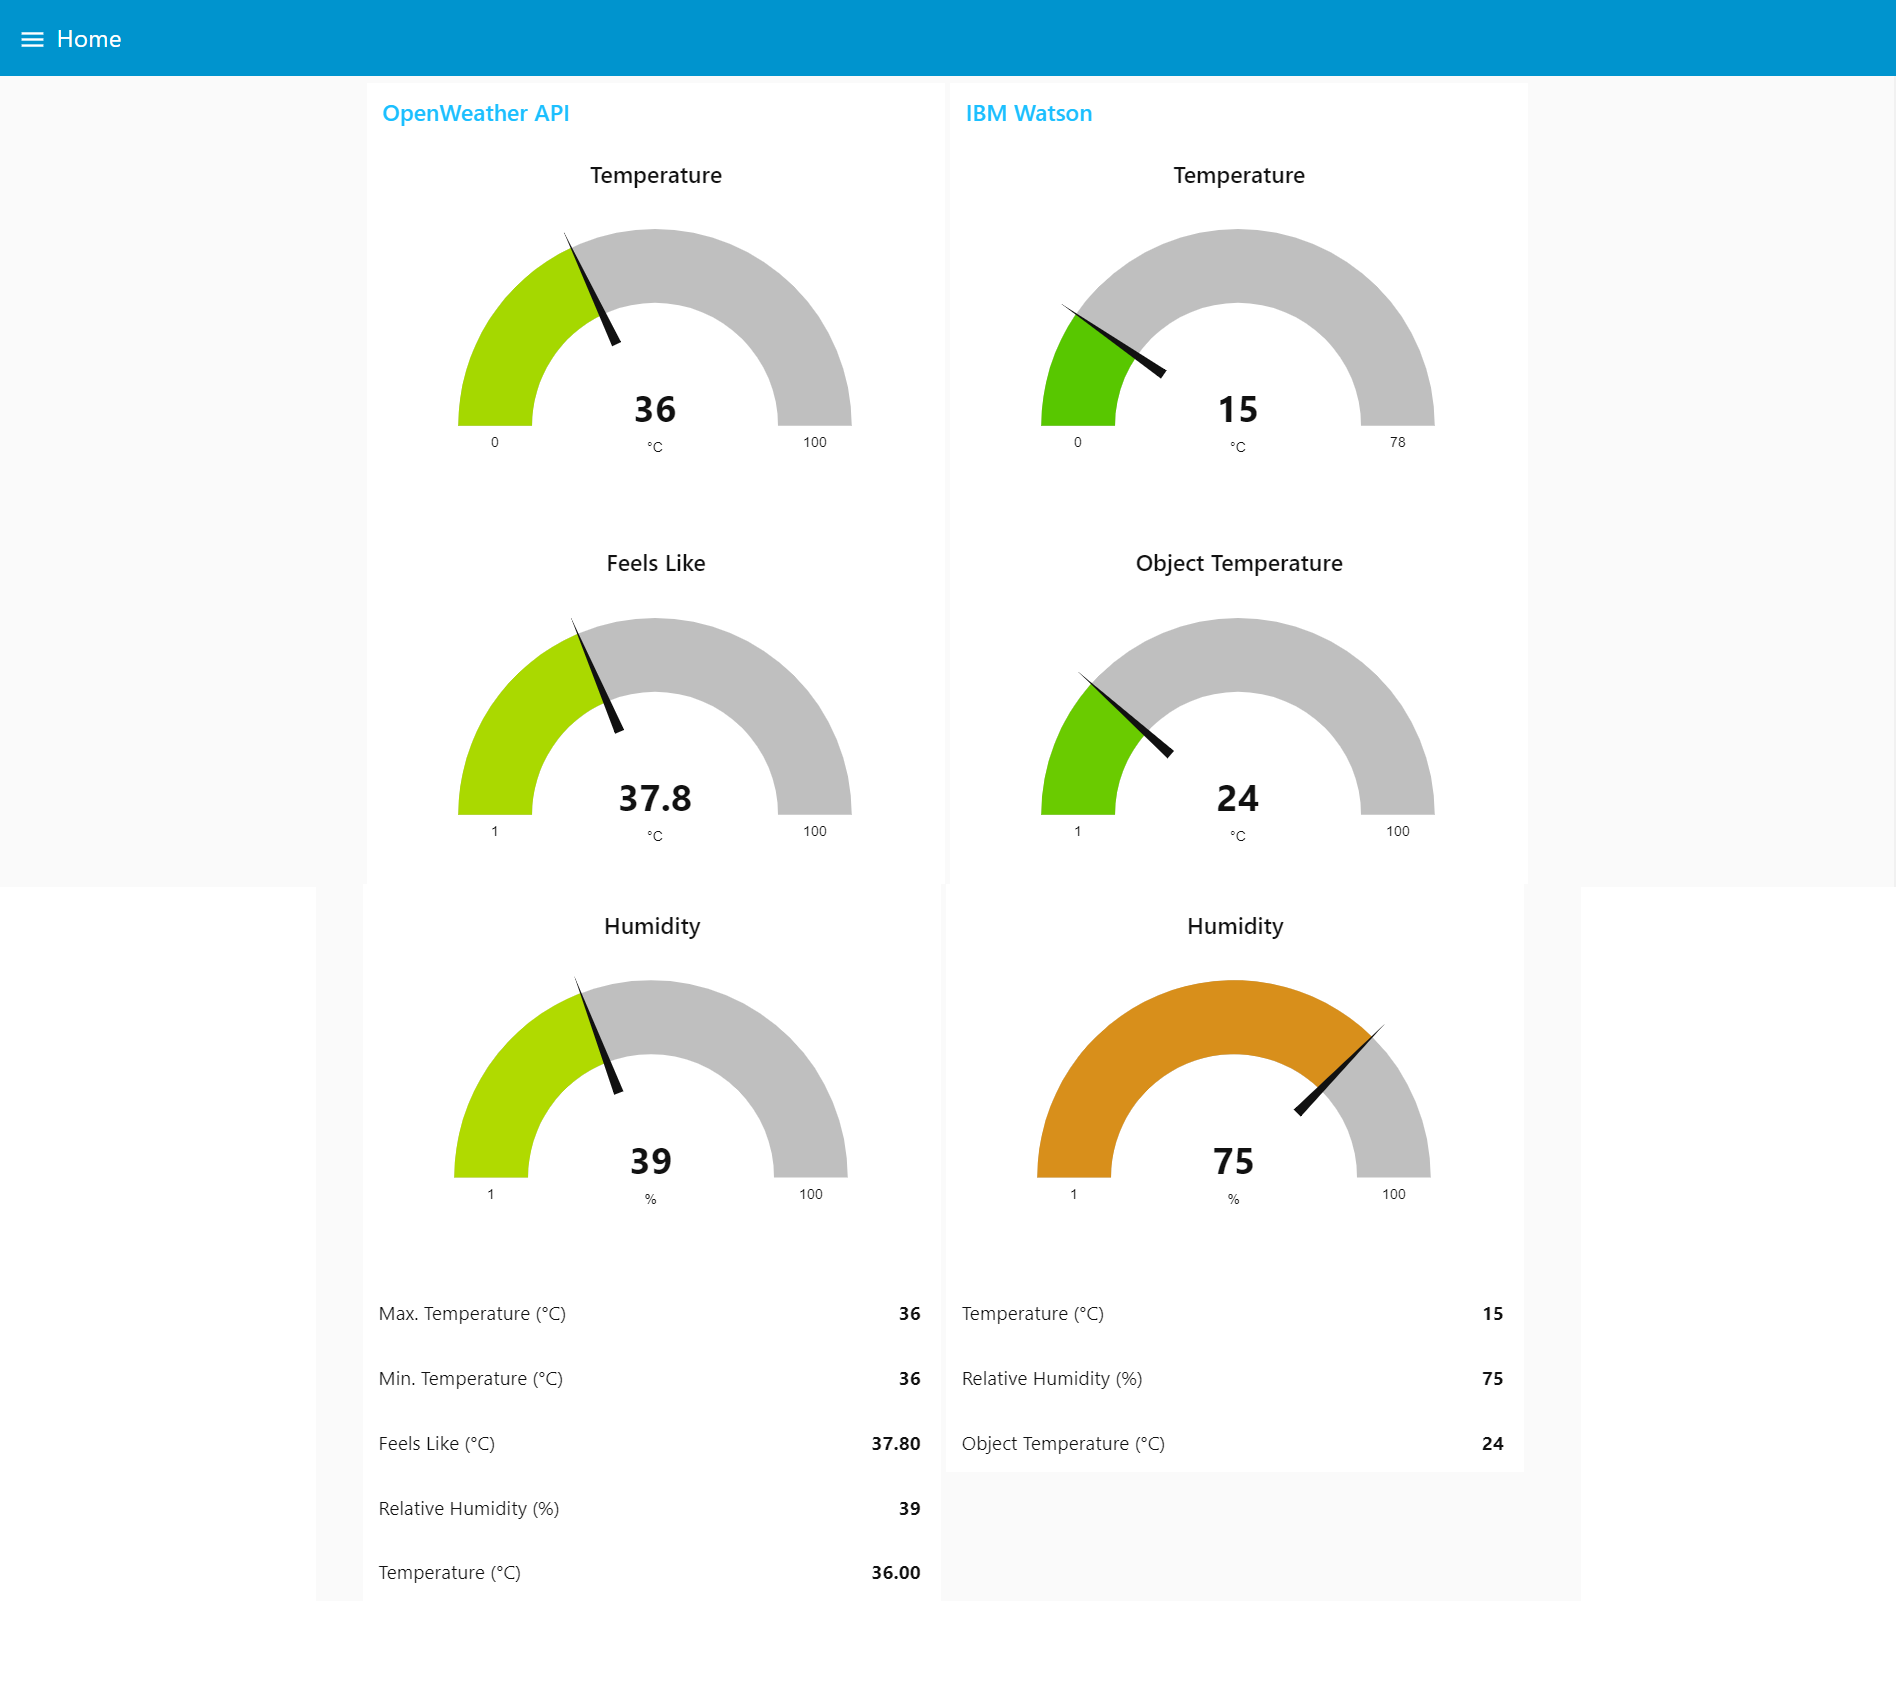 Home
OpenWeather API
Temperature
36
°C
0
100
Feels Like
37.8
°C
1
100
Humidity
39
%
1
100
Max. Temperature (°C) 36
Min. Temperature (°C) 36
Feels Like (°C) 37.80
Relative Humidity (%) 39
Temperature (°C) 36.00
IBM Watson
Temperature
15
°C
0
78
Object Temperature
24
°C
1
100
Humidity
75
%
1
100
Temperature (°C) 15
Relative Humidity (%) 75
Object Temperature (°C) 24